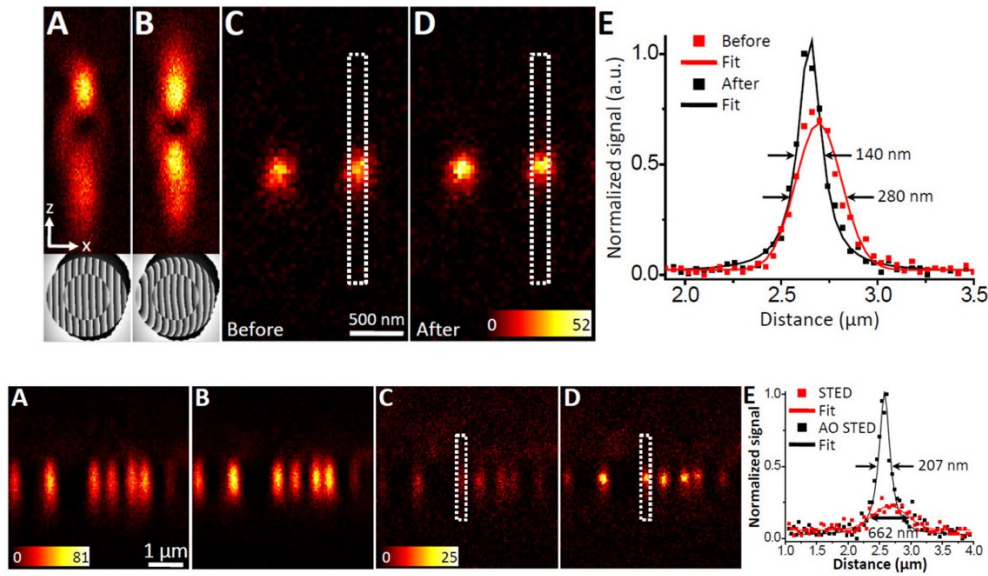 A
B
C
D
E
z
x
Before
After
500 nm
0
52
Normalized signal (a.u.)
1.0
0.5
0.0
Before
Fit
After
Fit
140 nm
280 nm
2.0
2.5
3.0
3.5
Distance (µm)
A
B
C
D
E
0
81
1 µm
0
25
Normalized signal
1.0
0.5
0.0
STED
Fit
AO STED
Fit
207 nm
662 nm
1.0
1.5
2.0
2.5
3.0
3.5
4.0
Distance (µm)